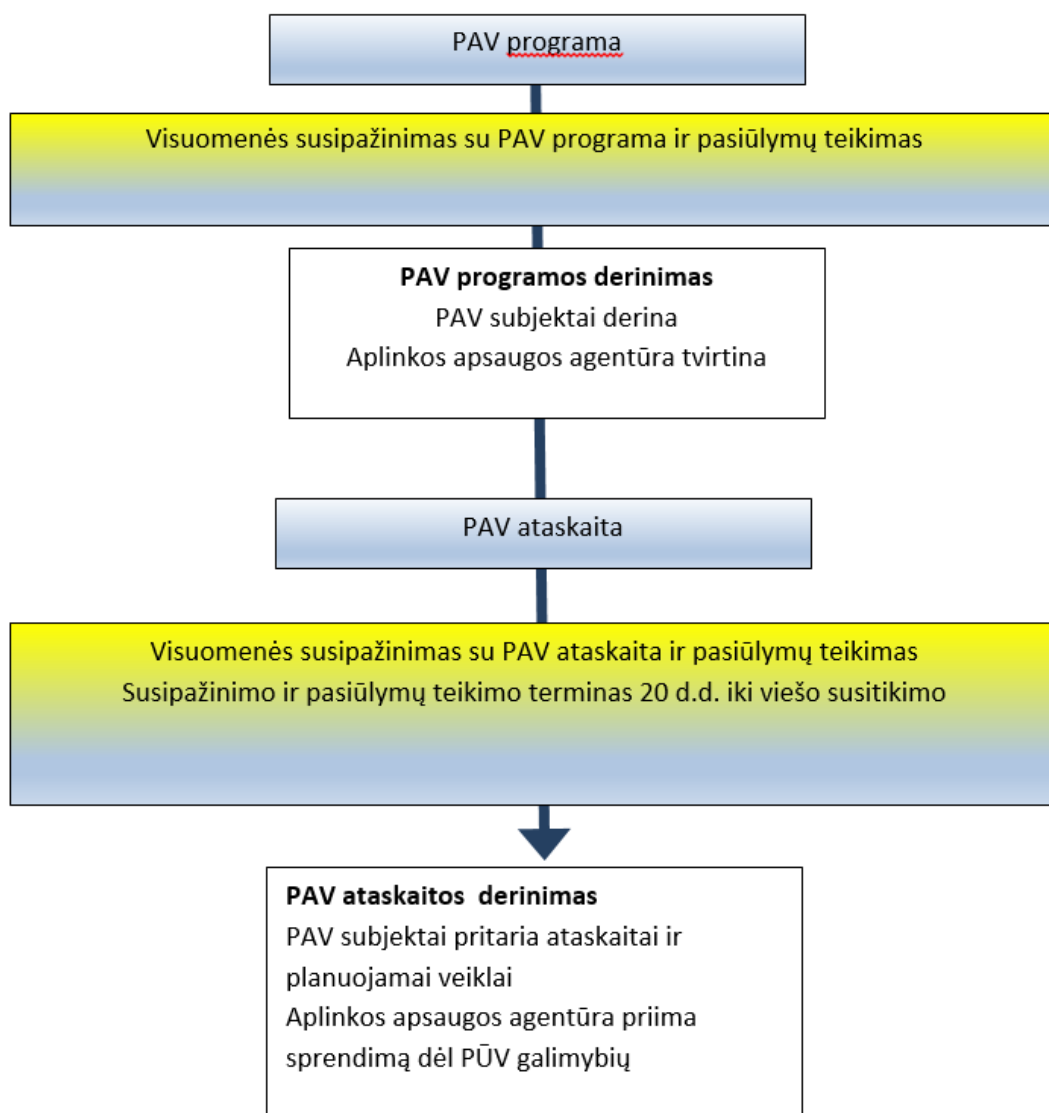 PAV programa
Visuomenės susipažinimas su PAV programa ir pasiūlymų teikimas
PAV programos derinimas
PAV subjektai derina
Aplinkos apsaugos agentūra tvirtina
PAV ataskaita
Visuomenės susipažinimas su PAV ataskaita ir pasiūlymų teikimas
Susipažinimo ir pasiūlymų teikimo terminas 20 d.d. iki viešo susitikimo
PAV ataskaitos  derinimas
PAV subjektai pritaria ataskaitai ir
planuojamai veiklai
Aplinkos apsaugos agentūra priima
sprendimą dėl PŪV galimybių